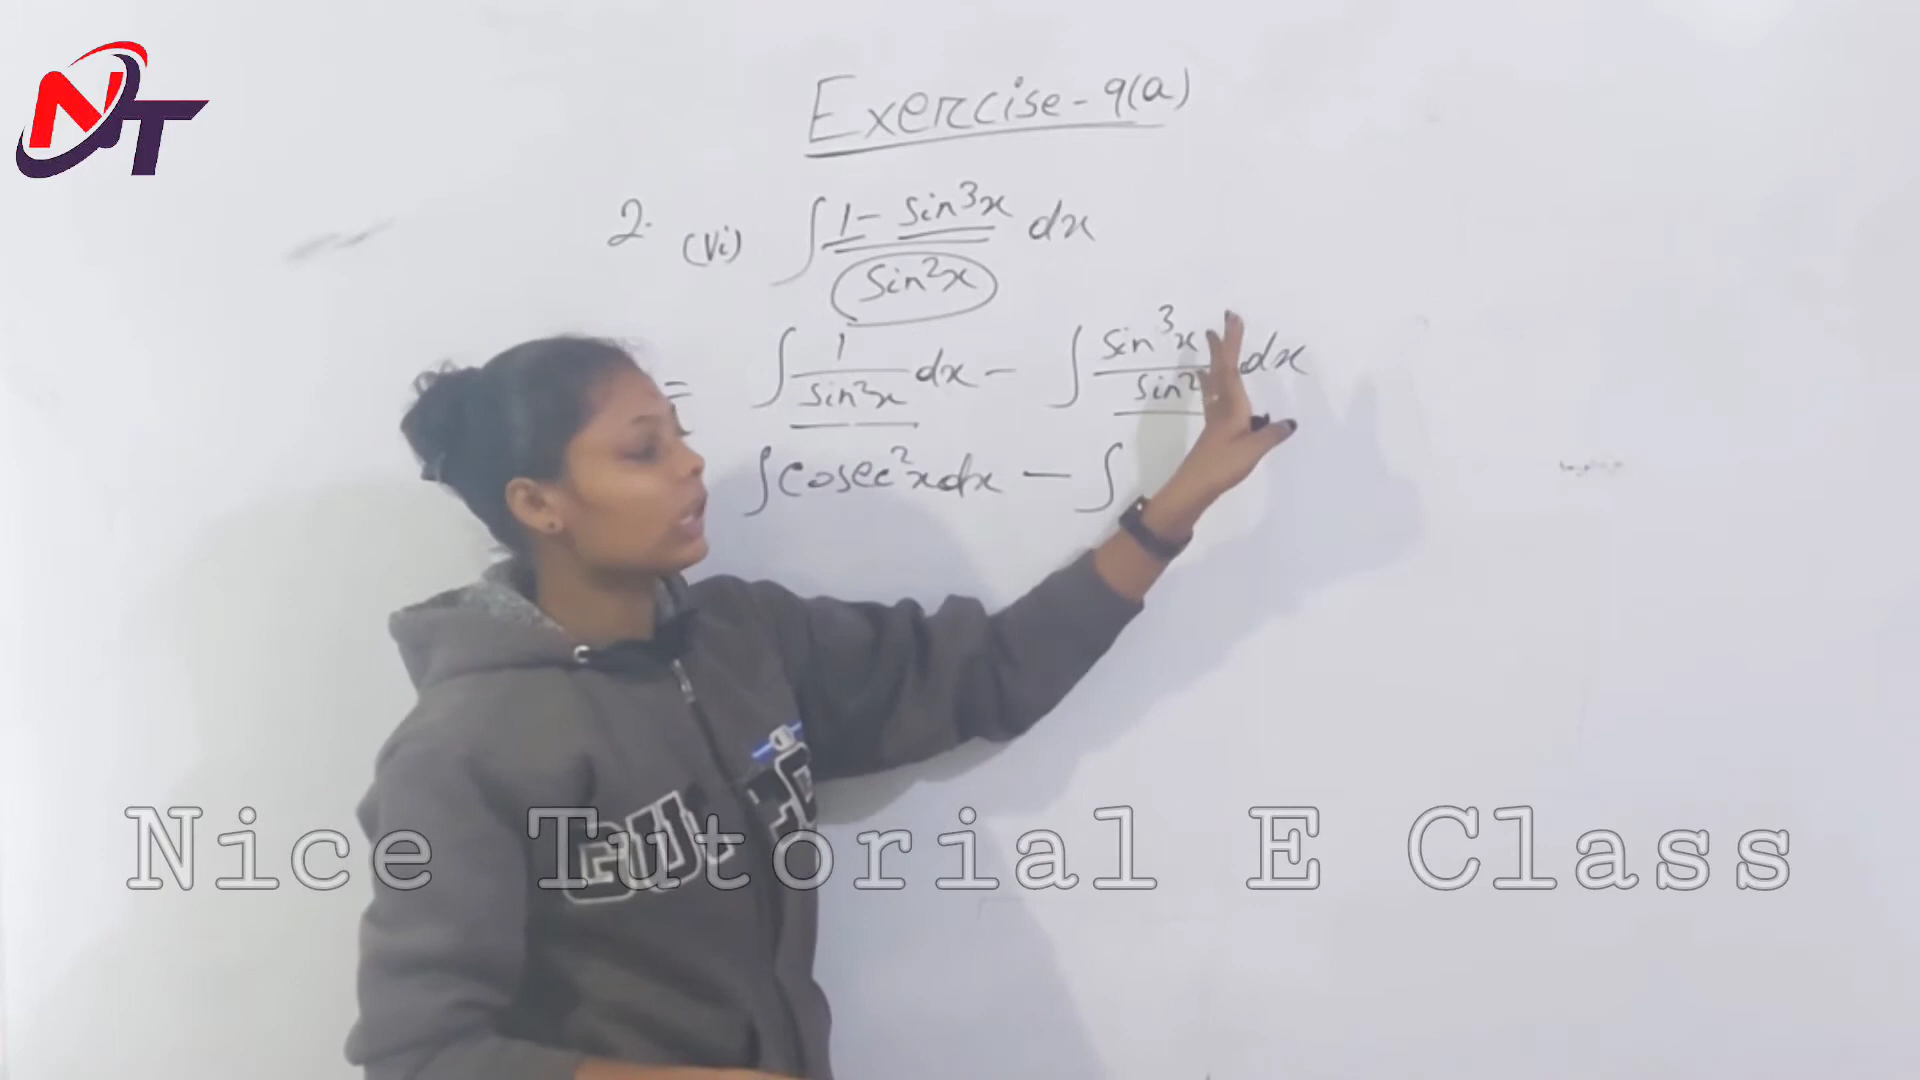 NT
Exercise - 9(a)
2. (vi) ∫ 1 - sin³x / sin²x dx
= ∫ 1 / sin²x dx - ∫ sin³x / sin² dx
∫cosec²x dx - ∫
Nice Tutorial E Class